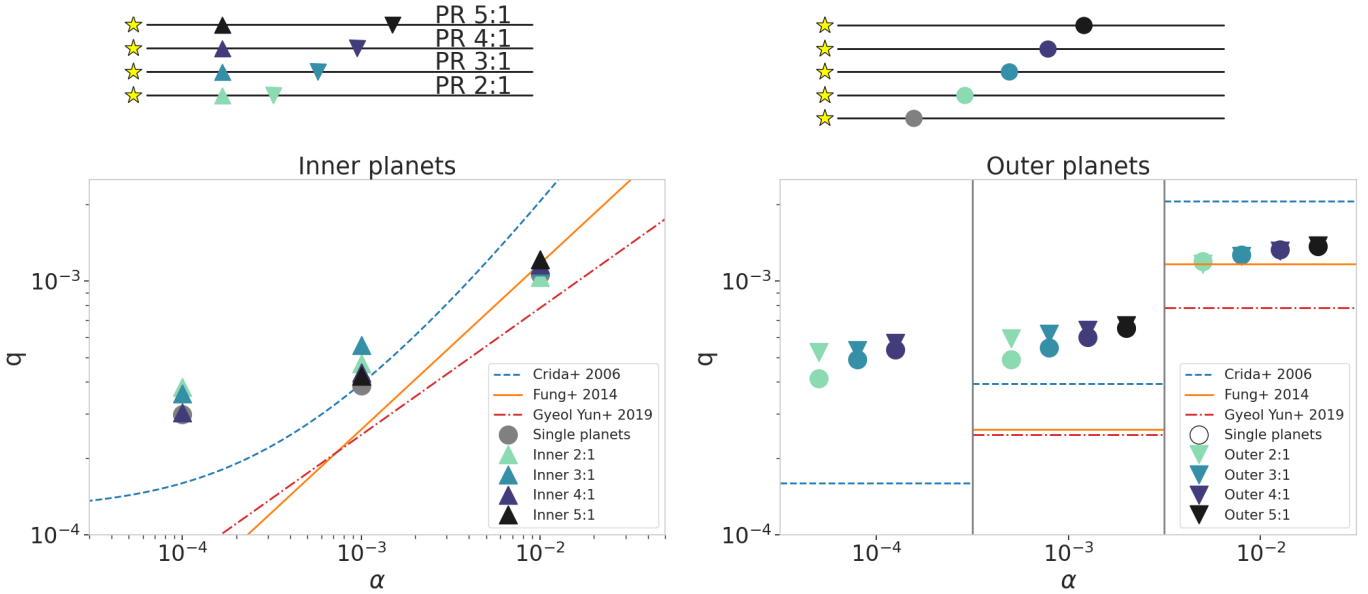 PR 5:1
PR 4:1
PR 3:1
PR 2:1
Inner planets
q
10⁻³
10⁻⁴
10⁻⁴
10⁻³
10⁻²
α
Crida+ 2006
Fung+ 2014
Gyeol Yun+ 2019
Single planets
Inner 2:1
Inner 3:1
Inner 4:1
Inner 5:1
Outer planets
q
10⁻³
10⁻⁴
10⁻⁴
10⁻³
10⁻²
α
Crida+ 2006
Fung+ 2014
Gyeol Yun+ 2019
Single planets
Outer 2:1
Outer 3:1
Outer 4:1
Outer 5:1